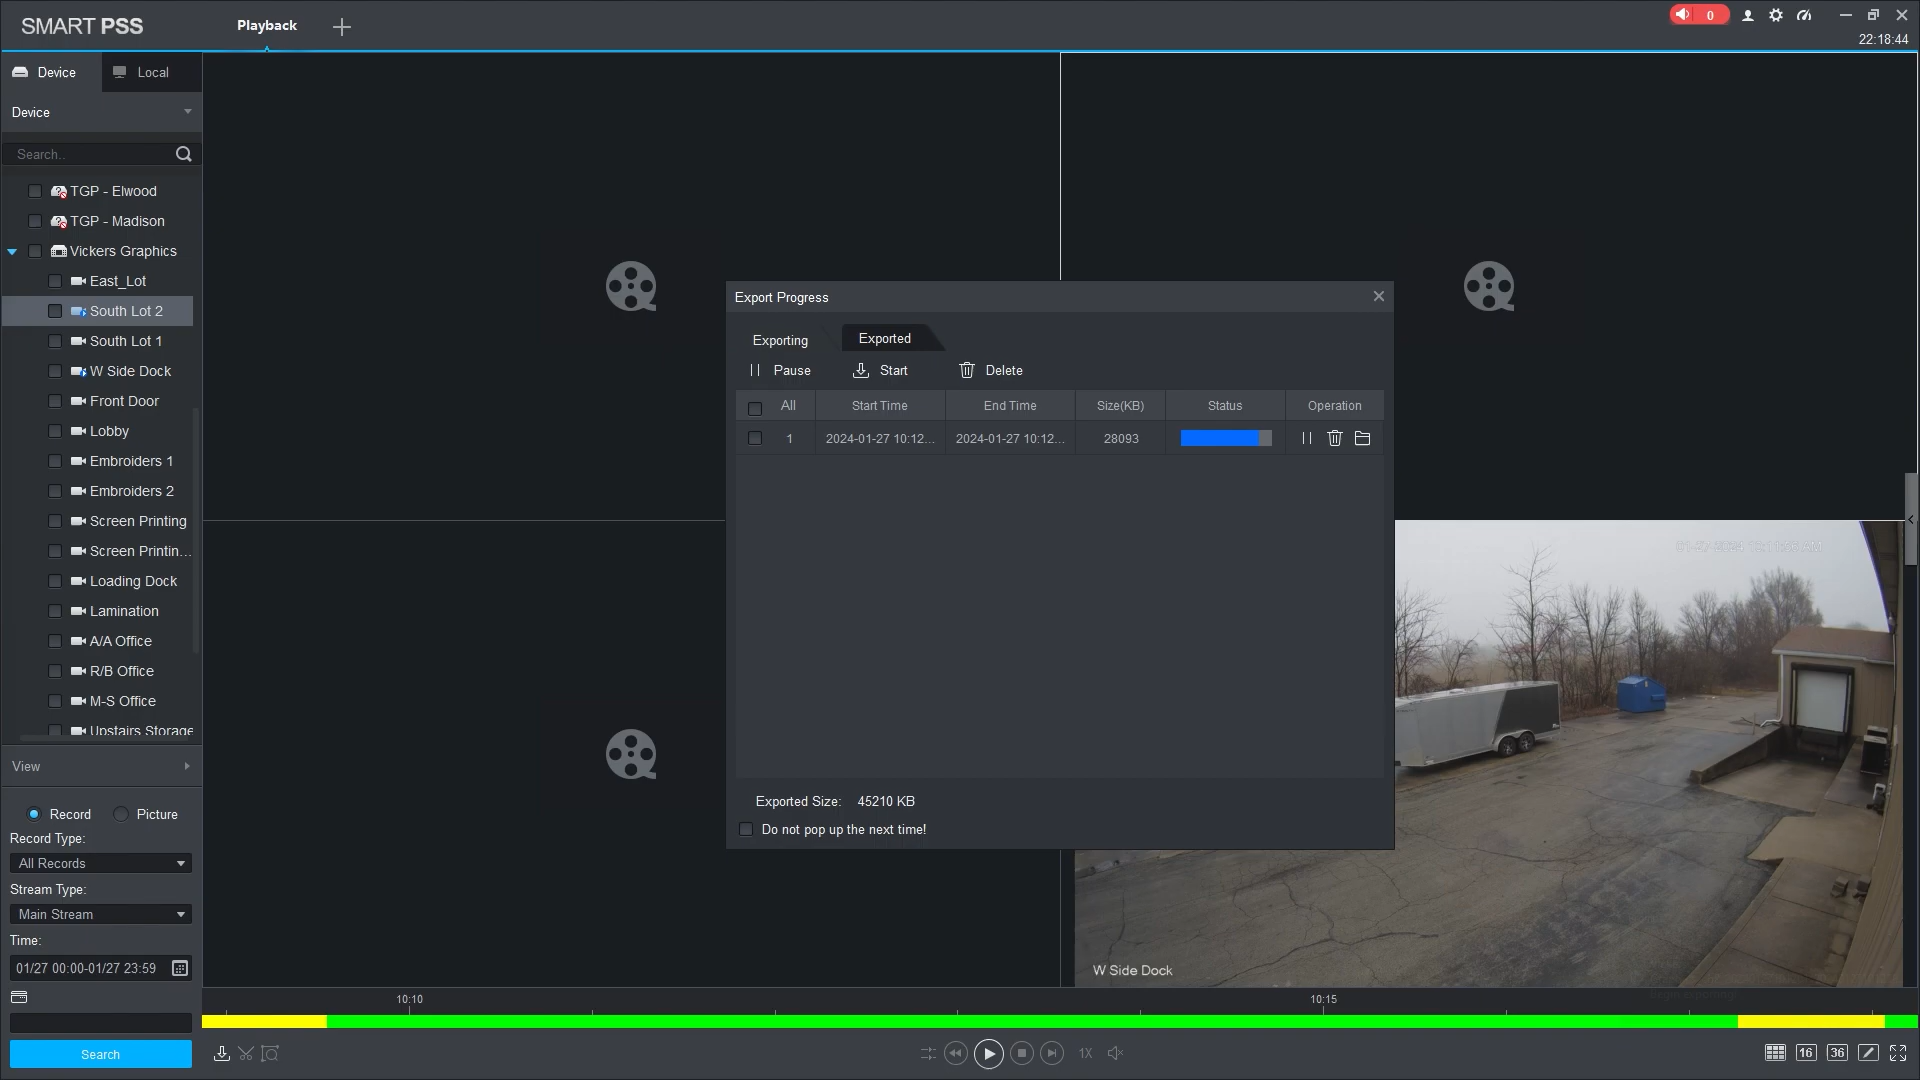 SMART PSS
Playback
0
22:18:44
Device
Local
Device
Search..
TGP - Elwood
TGP - Madison
Vickers Graphics
East_Lot
South Lot 2
South Lot 1
W Side Dock
Front Door
Lobby
Embroiders 1
Embroiders 2
Screen Printing
Screen Printin...
Loading Dock
Lamination
A/A Office
R/B Office
M-S Office
Upstairs Storage
View
Record
Picture
Record Type:
All Records
Stream Type:
Main Stream
Time:
01/27 00:00-01/27 23:59
Search
Export Progress
Exporting
Exported
Pause
Start
Delete
All
Start Time
End Time
Size(KB)
Status
Operation
1
2024-01-27 10:12...
2024-01-27 10:12...
28093
Exported Size: 45210 KB
Do not pop up the next time!
W Side Dock
10:10
10:15
1X
16
36